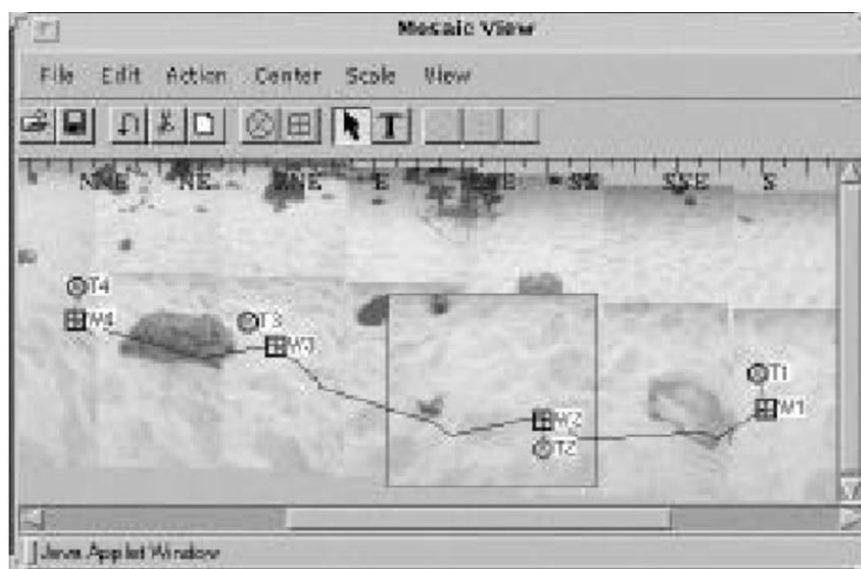 Mosaic View
File Edit Action Center Scale View
T
NNE NE ENE E ESE SE SSE S
T4
W4
T3
W3
T1
W1
W2
T2
Java Applet Window